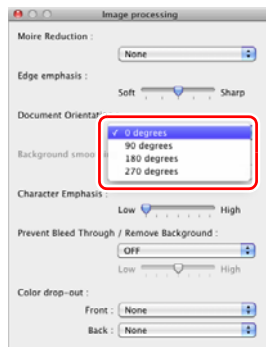 Image processing
Moire Reduction :
None
Edge emphasis :
Soft Sharp
Document Orientati
✓ 0 degrees
90 degrees
180 degrees
270 degrees
Background smoo
Character Emphasis :
Low High
Prevent Bleed Through / Remove Background :
OFF
Low High
Color drop-out :
Front : None
Back : None